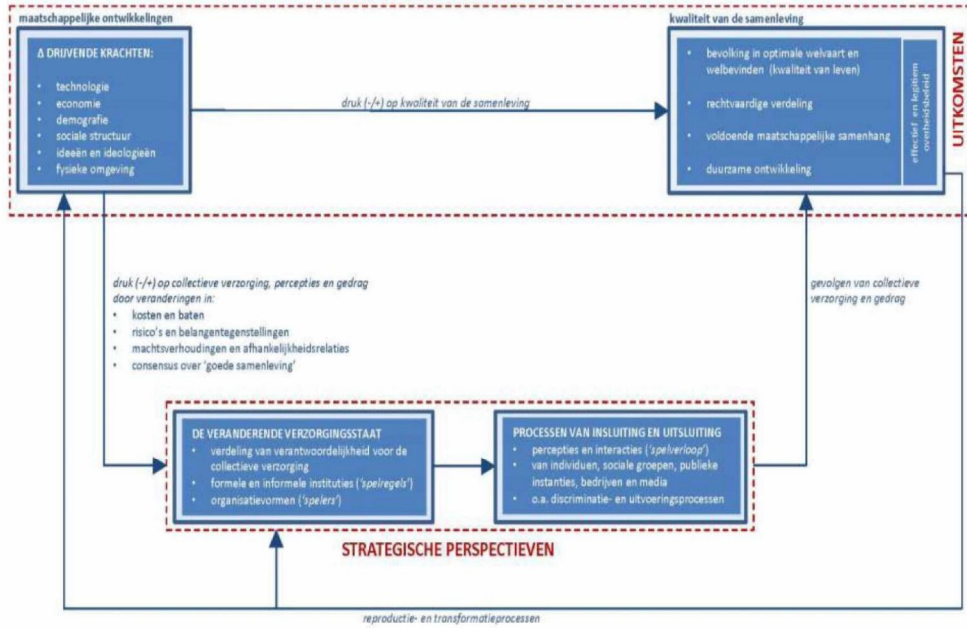 maatschappelijke ontwikkelingen
Δ DRIJVENDE KRACHTEN:
• technologie
• economie
• demografie
• sociale structuur
• ideeën en ideologieën
• fysieke omgeving
druk (-/+) op kwaliteit van de samenleving
kwaliteit van de samenleving
• bevolking in optimale welvaart en
welbevinden (kwaliteit van leven)
• rechtvaardige verdeling
• voldoende maatschappelijke samenhang
• duurzame ontwikkeling
effectief en legitiem
overheidsbeleid
UITKOMSTEN
druk (-/+) op collectieve verzorging, percepties en gedrag
door veranderingen in:
• kosten en baten
• risico's en belangentegenstellingen
• machtsverhoudingen en afhankelijkheidsrelaties
• consensus over 'goede samenleving'
gevolgen van collectieve
verzorging en gedrag
DE VERANDERENDE VERZORGINGSSTAAT
• verdeling van verantwoordelijkheid voor de
collectieve verzorging
• formele en informele instituties ('spelregels')
• organisatievormen ('spelers')
PROCESSEN VAN INSLUITING EN UITSLUITING
• percepties en interacties ('spelverloop')
• van individuen, sociale groepen, publieke
instanties, bedrijven en media
• o.a. discriminatie- en uitvoeringsprocessen
STRATEGISCHE PERSPECTIEVEN
reproductie- en transformatieprocessen